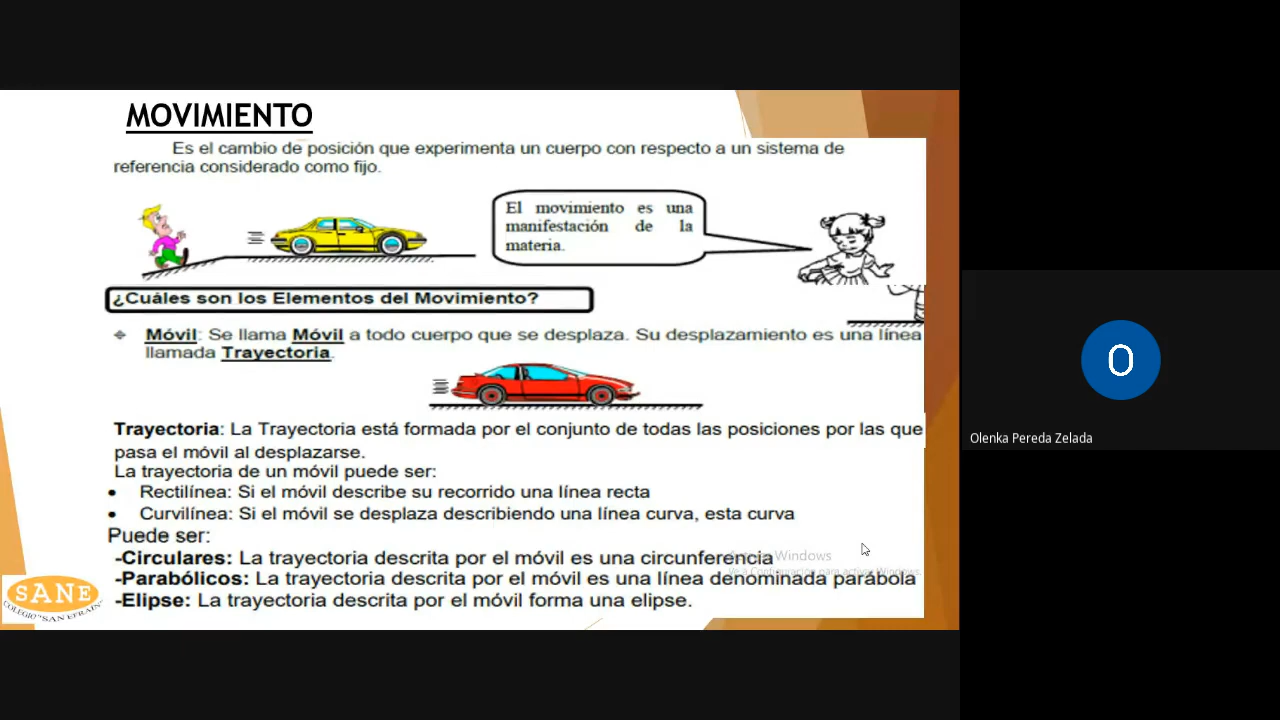 MOVIMIENTO
Es el cambio de posición que experimenta un cuerpo con respecto a un sistema de
referencia considerado como fijo.
El movimiento es una
manifestación de la
materia.
¿Cuáles son los Elementos del Movimiento?
Móvil: Se llama Móvil a todo cuerpo que se desplaza. Su desplazamiento es una línea
llamada Trayectoria.
Trayectoria: La Trayectoria está formada por el conjunto de todas las posiciones por las que
pasa el móvil al desplazarse.
La trayectoria de un móvil puede ser:
• Rectilínea: Si el móvil describe su recorrido una línea recta
• Curvilínea: Si el móvil se desplaza describiendo una línea curva, esta curva
Puede ser:
-Circulares: La trayectoria descrita por el móvil es una circunferencia
-Parabólicos: La trayectoria descrita por el móvil es una línea denominada parábola
-Elipse: La trayectoria descrita por el móvil forma una elipse.
Windows
Ve a Configuración para activar Windows.
SANE
COLEGIO "SAN EFRAIN"
O
Olenka Pereda Zelada